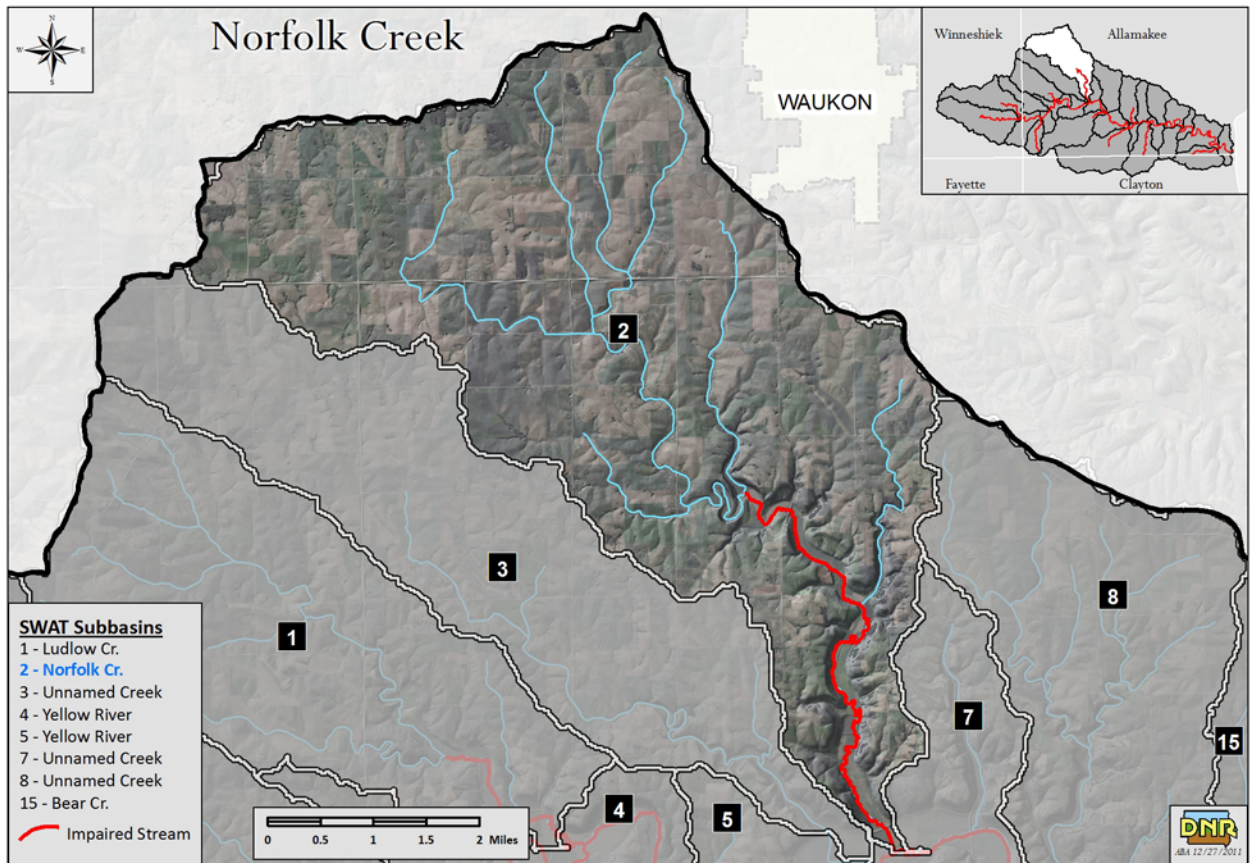 Norfolk Creek
N
W
E
S
WAUKON
Winneshiek
Allamakee
Fayette
Clayton
2
3
1
8
7
15
4
5
SWAT Subbasins
1 - Ludlow Cr.
2 - Norfolk Cr.
3 - Unnamed Creek
4 - Yellow River
5 - Yellow River
7 - Unnamed Creek
8 - Unnamed Creek
15 - Bear Cr.
Impaired Stream
0 0.5 1 1.5 2 Miles
DNR
ABA 12/27/2011